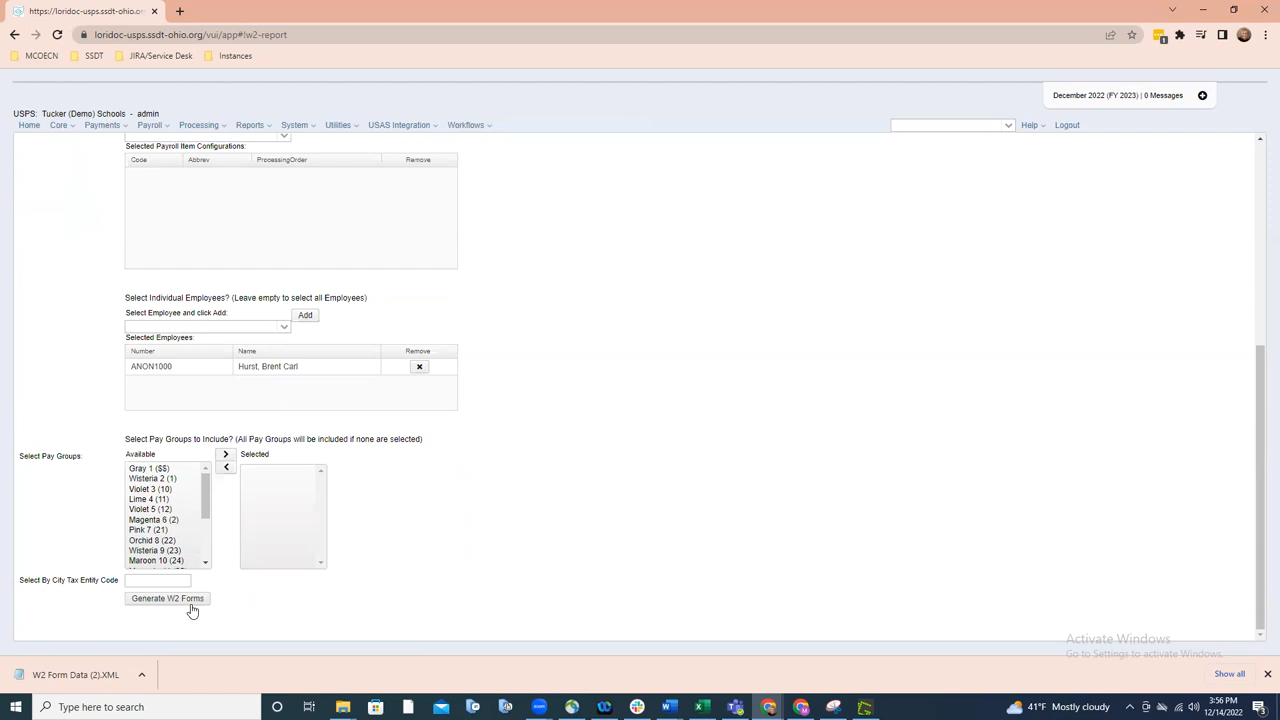 https://loridoc-usps.ssdt-ohio.or
loridoc-usps.ssdt-ohio.org/vui/app#!w2-report
MCOECN
SSDT
JIRA/Service Desk
Instances
December 2022 (FY 2023) | 0 Messages
USPS: Tucker (Demo) Schools - admin
Home Core Payments Payroll Processing Reports System Utilities USAS Integration Workflows Help Logout
Selected Payroll Item Configurations:
Code Abbrev ProcessingOrder Remove
Select Individual Employees? (Leave empty to select all Employees)
Select Employee and click Add: Add
Selected Employees:
Number Name Remove
ANON1000 Hurst, Brent Carl
Select Pay Groups to Include? (All Pay Groups will be included if none are selected)
Select Pay Groups: Available Selected
Gray 1 ($$)
Wisteria 2 (1)
Violet 3 (10)
Lime 4 (11)
Violet 5 (12)
Magenta 6 (2)
Pink 7 (21)
Orchid 8 (22)
Wisteria 9 (23)
Maroon 10 (24)
Select By City Tax Entity Code
Generate W2 Forms
Activate Windows
Go to Settings to activate Windows.
W2 Form Data (2).XML
Show all
Type here to search
41°F Mostly cloudy
3:56 PM
12/14/2022